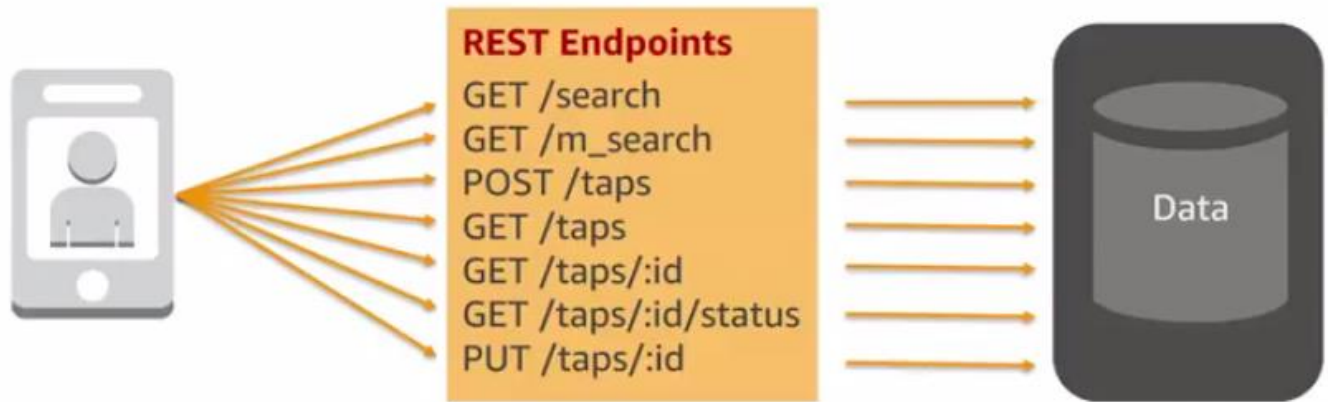 REST Endpoints
GET /search
GET /m_search
POST /taps
GET /taps
GET /taps/:id
GET /taps/:id/status
PUT /taps/:id
Data